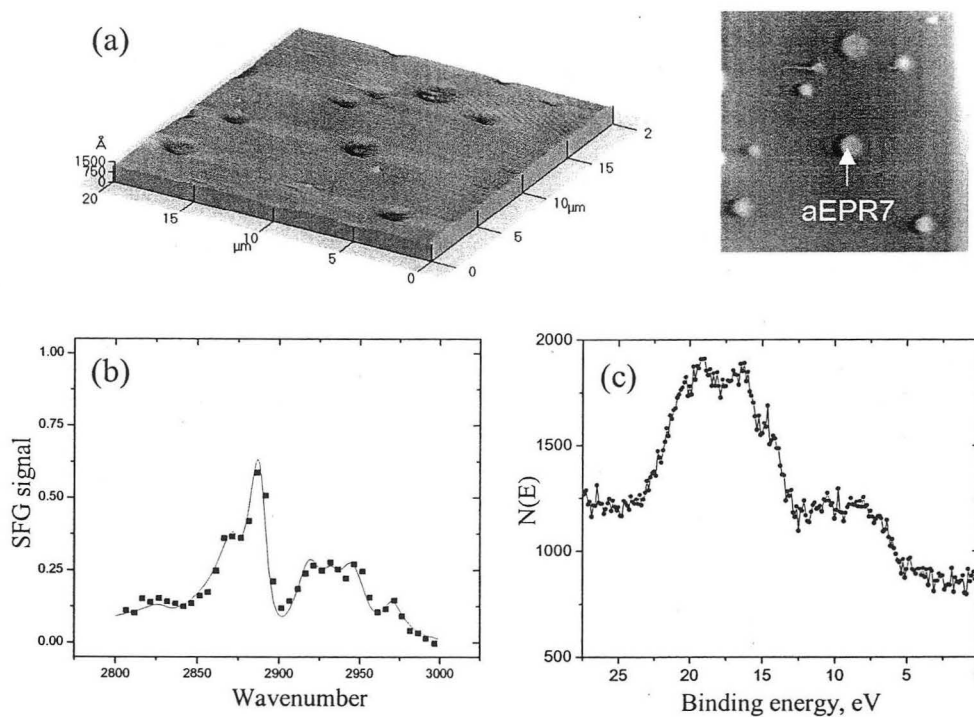 (a)
Å
1500
750
0
20
15
μm
10
5
0
0
5
10μm
15
2
aEPR7
(b)
SFG signal
1.00
0.75
0.50
0.25
0.00
2800
2850
2900
2950
3000
Wavenumber
(c)
N(E)
2000
1500
1000
500
25
20
15
10
5
Binding energy, eV